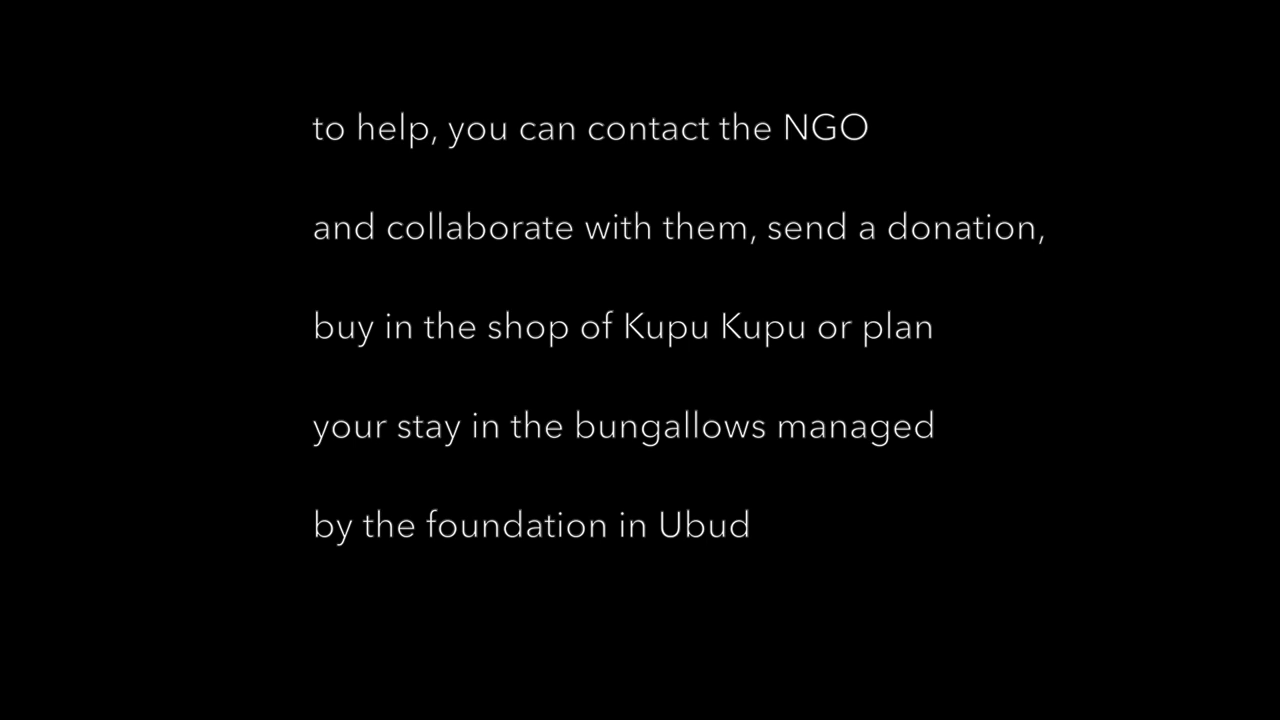 to help, you can contact the NGO
and collaborate with them, send a donation,
buy in the shop of Kupu Kupu or plan
your stay in the bungallows managed
by the foundation in Ubud